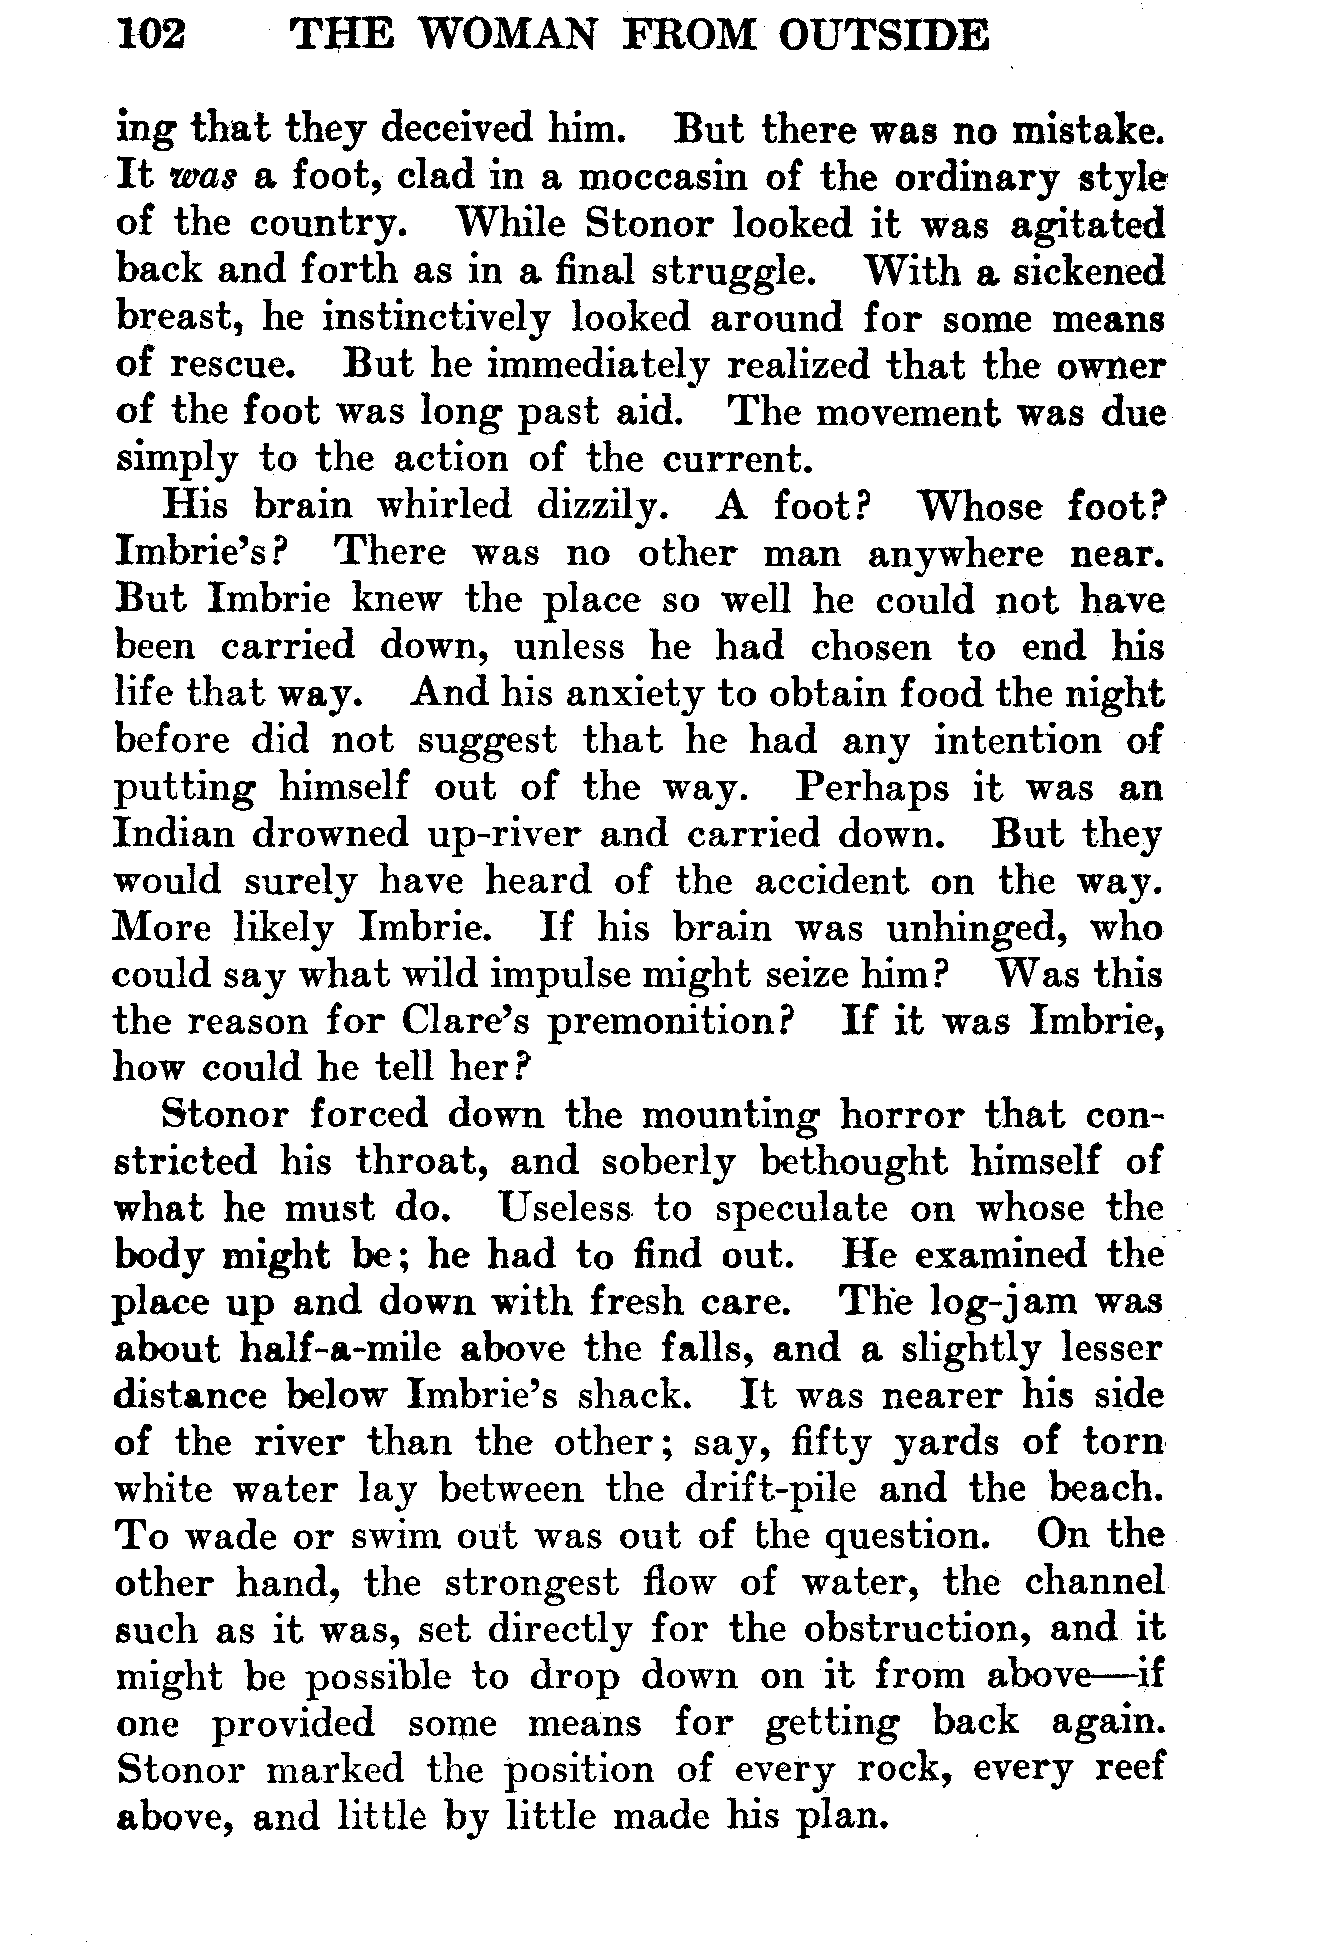 102 THE WOMAN FROM OUTSIDE
ing that they deceived him. But there was no mistake.
It was a foot, clad in a moccasin of the ordinary style
of the country. While Stonor looked it was agitated
back and forth as in a final struggle. With a sickened
breast, he instinctively looked around for some means
of rescue. But he immediately realized that the owner
of the foot was long past aid. The movement was due
simply to the action of the current.
His brain whirled dizzily. A foot? Whose foot?
Imbrie's? There was no other man anywhere near.
But Imbrie knew the place so well he could not have
been carried down, unless he had chosen to end his
life that way. And his anxiety to obtain food the night
before did not suggest that he had any intention of
putting himself out of the way. Perhaps it was an
Indian drowned up-river and carried down. But they
would surely have heard of the accident on the way.
More likely Imbrie. If his brain was unhinged, who
could say what wild impulse might seize him? Was this
the reason for Clare's premonition? If it was Imbrie,
how could he tell her?
Stonor forced down the mounting horror that con-
stricted his throat, and soberly bethought himself of
what he must do. Useless to speculate on whose the
body might be; he had to find out. He examined the
place up and down with fresh care. The log-jam was
about half-a-mile above the falls, and a slightly lesser
distance below Imbrie's shack. It was nearer his side
of the river than the other; say, fifty yards of torn
white water lay between the drift-pile and the beach.
To wade or swim out was out of the question. On the
other hand, the strongest flow of water, the channel
such as it was, set directly for the obstruction, and it
might be possible to drop down on it from above—if
one provided some means for getting back again.
Stonor marked the position of every rock, every reef
above, and little by little made his plan.